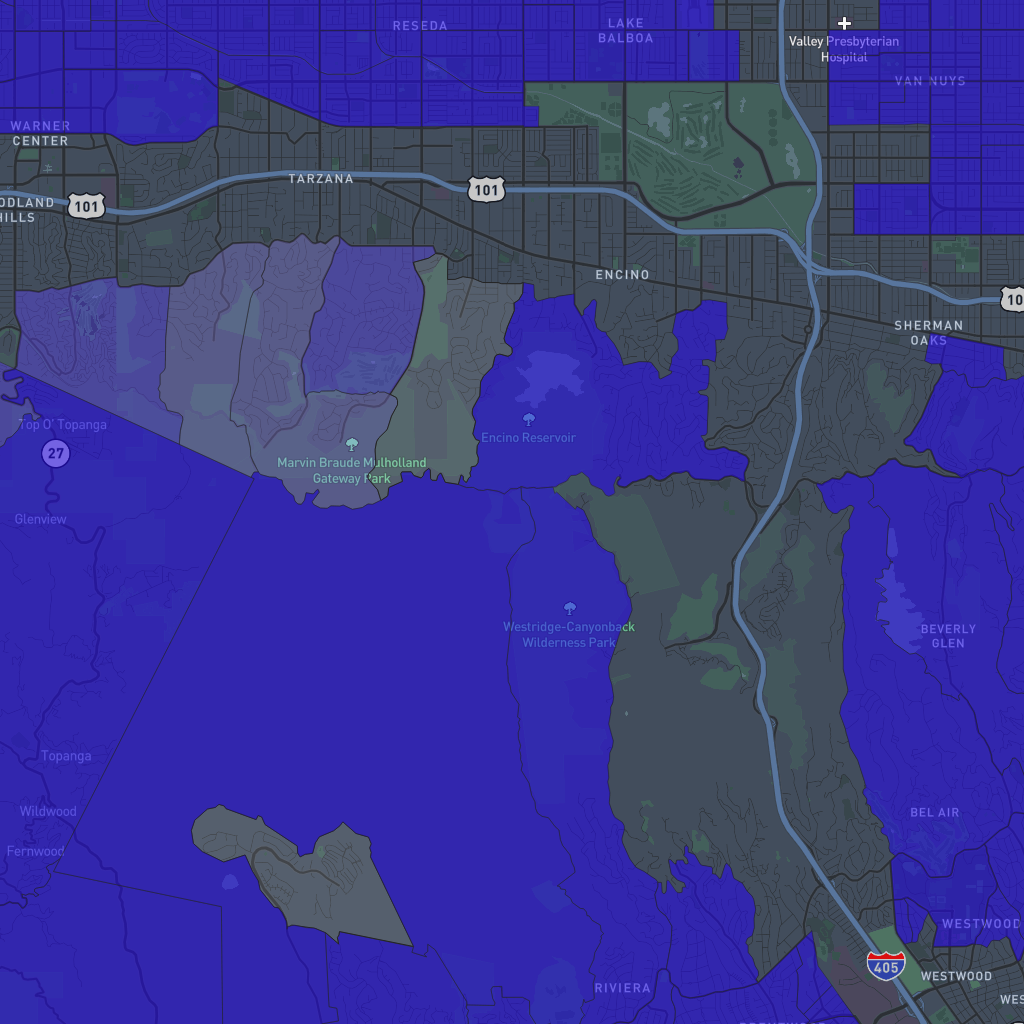 RESEDA
LAKE
BALBOA
Valley Presbyterian
Hospital
VAN NUYS
WARNER
CENTER
TARZANA
101
101
ODLAND
HILLS
ENCINO
10
SHERMAN
OAKS
Top O' Topanga
27
Encino Reservoir
Marvin Braude Mulholland
Gateway Park
Glenview
Westridge-Canyonback
Wilderness Park
BEVERLY
GLEN
Topanga
Wildwood
BEL AIR
Fernwood
WESTWOOD
405
WESTWOOD
RIVIERA
WES